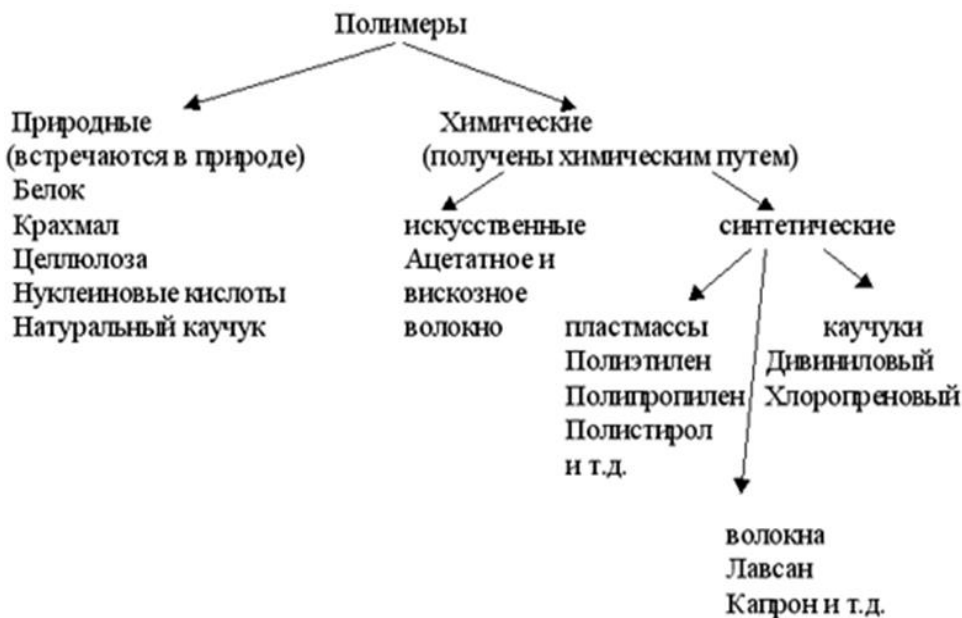 Полимеры
Природные
(встречаются в природе)
Белок
Крахмал
Целлюлоза
Нуклеиновые кислоты
Натуральный каучук
Химические
(получены химическим путем)
искусственные
Ацетатное и
вискозное
волокно
синтетические
пластмассы
Полиэтилен
Полипропилен
Полистирол
и т.д.
каучуки
Дивиниловый
Хлоропреновый
волокна
Лавсан
Капрон и т.д.